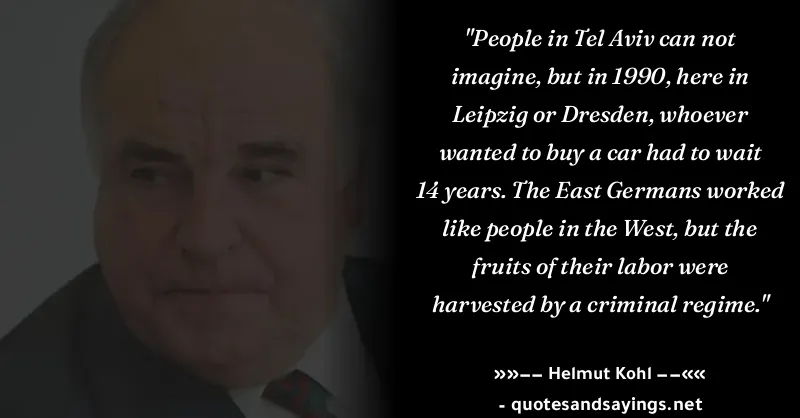 "People in Tel Aviv can not
imagine, but in 1990, here in
Leipzig or Dresden, whoever
wanted to buy a car had to wait
14 years. The East Germans worked
like people in the West, but the
fruits of their labor were
harvested by a criminal regime."
»»−− Helmut Kohl −−««
- quotesandsayings.net